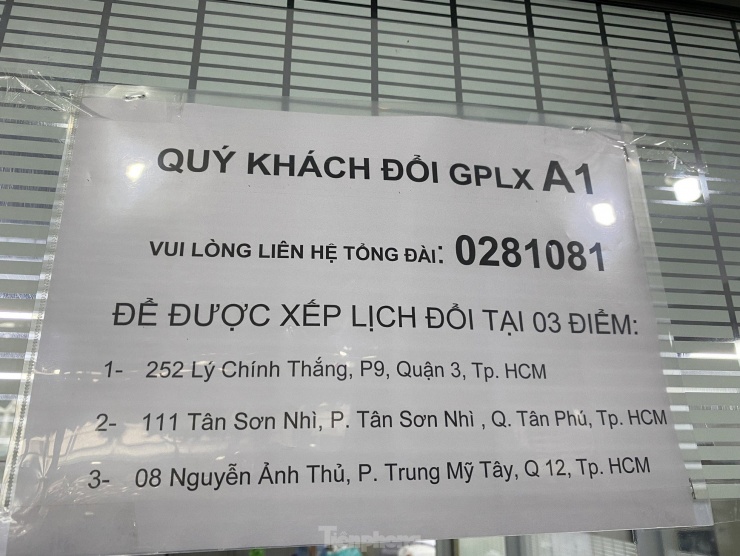 QUÝ KHÁCH ĐỔI GPLX A1
VUI LÒNG LIÊN HỆ TỔNG ĐÀI: 0281081
ĐỂ ĐƯỢC XẾP LỊCH ĐỔI TẠI 03 ĐIỂM:
1- 252 Lý Chính Thắng, P9, Quận 3, Tp. HCM
2- 111 Tân Sơn Nhì, P. Tân Sơn Nhì , Q. Tân Phú, Tp. HCM
3- 08 Nguyễn Ảnh Thủ, P. Trung Mỹ Tây, Q 12, Tp. HCM
Tiền phong